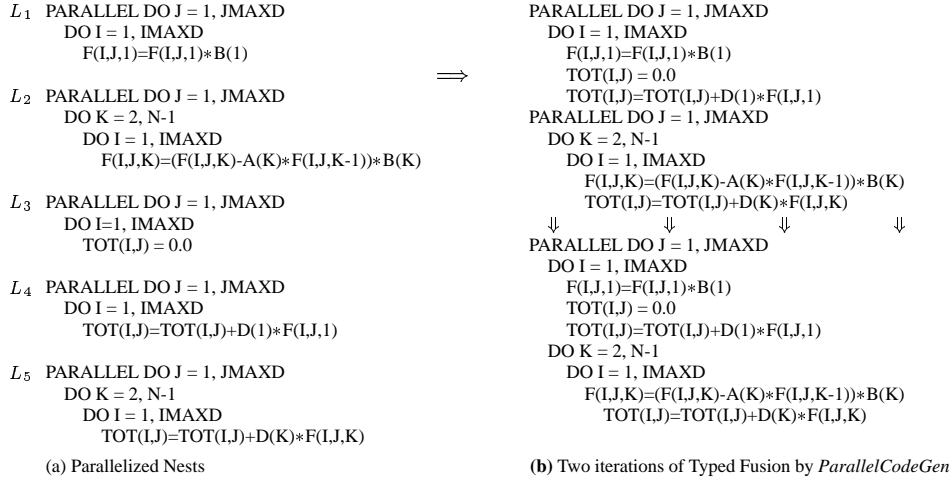 L1 PARALLEL DO J = 1, JMAXD
DO I = 1, IMAXD
F(I,J,1)=F(I,J,1)*B(1)
L2 PARALLEL DO J = 1, JMAXD
DO K = 2, N-1
DO I = 1, IMAXD
F(I,J,K)=(F(I,J,K)-A(K)*F(I,J,K-1))*B(K)
L3 PARALLEL DO J = 1, JMAXD
DO I=1, IMAXD
TOT(I,J) = 0.0
L4 PARALLEL DO J = 1, JMAXD
DO I = 1, IMAXD
TOT(I,J)=TOT(I,J)+D(1)*F(I,J,1)
L5 PARALLEL DO J = 1, JMAXD
DO K = 2, N-1
DO I = 1, IMAXD
TOT(I,J)=TOT(I,J)+D(K)*F(I,J,K)
(a) Parallelized Nests
⟹
PARALLEL DO J = 1, JMAXD
DO I = 1, IMAXD
F(I,J,1)=F(I,J,1)*B(1)
TOT(I,J) = 0.0
TOT(I,J)=TOT(I,J)+D(1)*F(I,J,1)
PARALLEL DO J = 1, JMAXD
DO K = 2, N-1
DO I = 1, IMAXD
F(I,J,K)=(F(I,J,K)-A(K)*F(I,J,K-1))*B(K)
TOT(I,J)=TOT(I,J)+D(K)*F(I,J,K)
⇓ ⇓ ⇓ ⇓
PARALLEL DO J = 1, JMAXD
DO I = 1, IMAXD
F(I,J,1)=F(I,J,1)*B(1)
TOT(I,J) = 0.0
TOT(I,J)=TOT(I,J)+D(1)*F(I,J,1)
DO K = 2, N-1
DO I = 1, IMAXD
F(I,J,K)=(F(I,J,K)-A(K)*F(I,J,K-1))*B(K)
TOT(I,J)=TOT(I,J)+D(K)*F(I,J,K)
(b) Two iterations of Typed Fusion by ParallelCodeGen